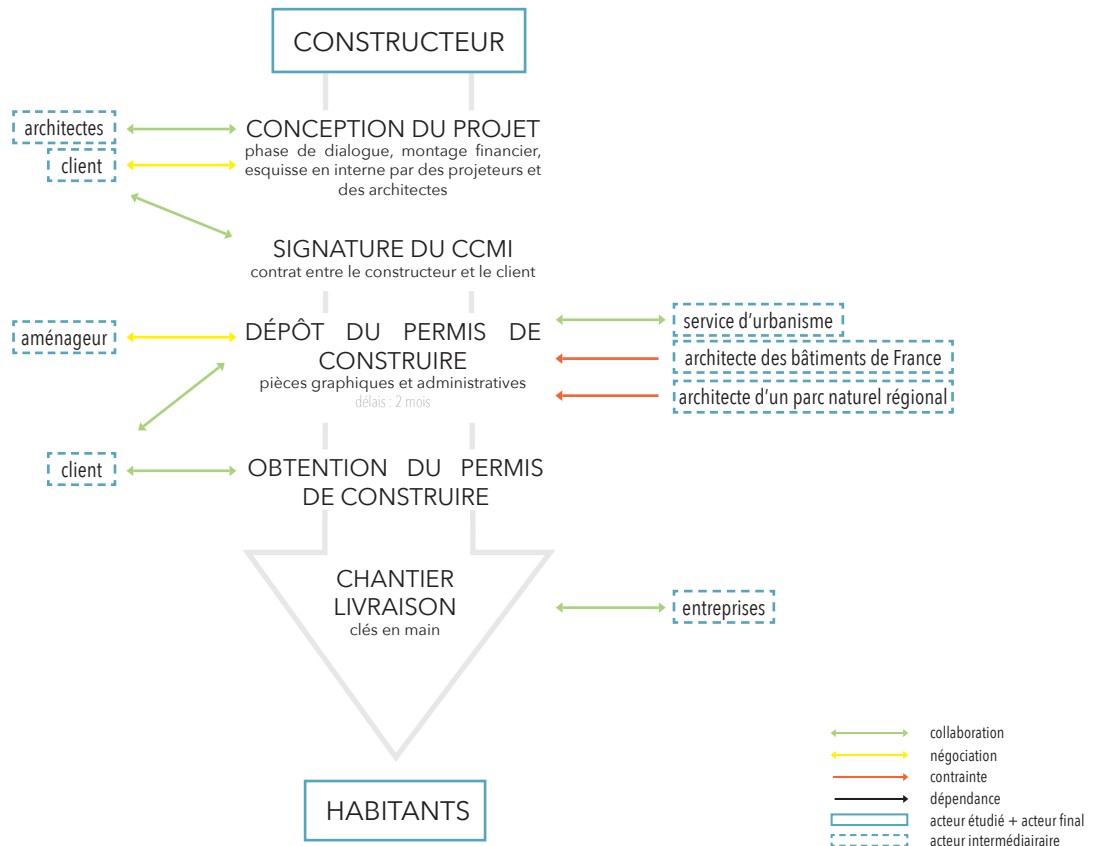 CONSTRUCTEUR
architectes
client
CONCEPTION DU PROJET
phase de dialogue, montage financier,
esquisse en interne par des projeteurs et
des architectes
SIGNATURE DU CCMI
contrat entre le constructeur et le client
aménageur
DÉPÔT DU PERMIS DE
CONSTRUIRE
pièces graphiques et administratives
délais : 2 mois
service d'urbanisme
architecte des bâtiments de France
architecte d'un parc naturel régional
client
OBTENTION DU PERMIS
DE CONSTRUIRE
CHANTIER
LIVRAISON
clés en main
entreprises
HABITANTS
collaboration
négociation
contrainte
dépendance
acteur étudié + acteur final
acteur intermédiairaire